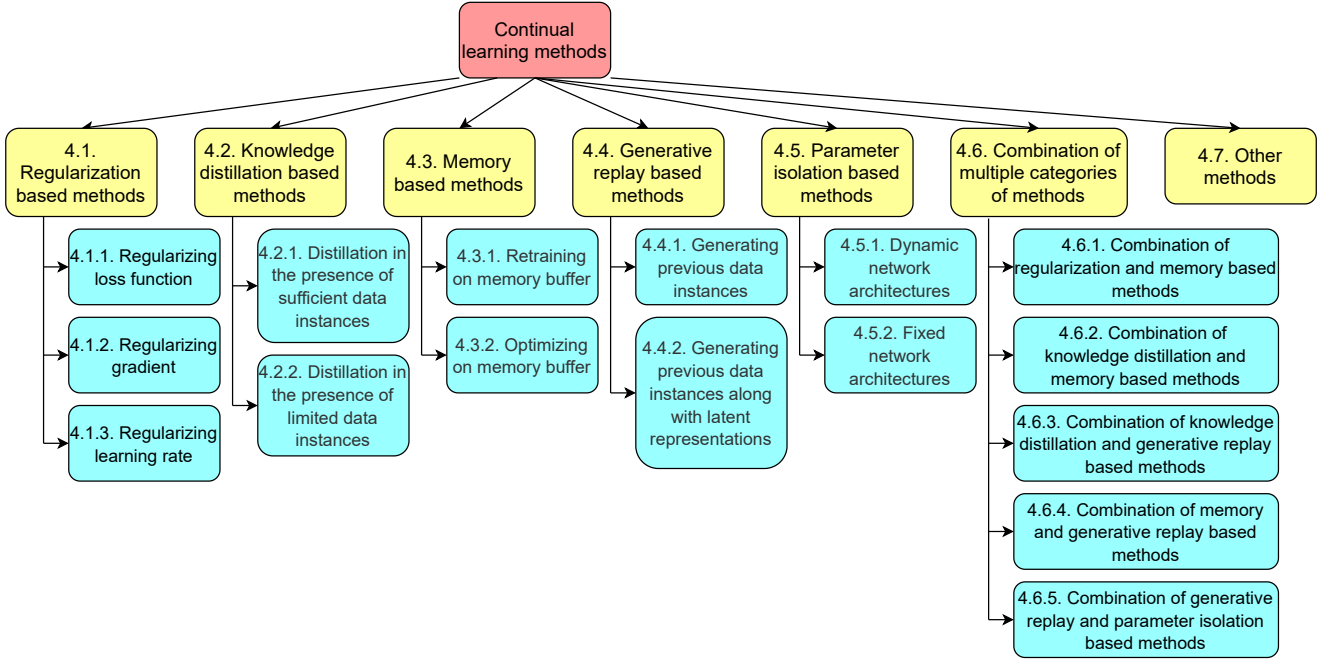 Continual
learning methods
4.1.
Regularization
based methods
4.2. Knowledge
distillation based
methods
4.3. Memory
based methods
4.4. Generative
replay based
methods
4.5. Parameter
isolation based
methods
4.6. Combination of
multiple categories
of methods
4.7. Other
methods
4.1.1. Regularizing
loss function
4.1.2. Regularizing
gradient
4.1.3. Regularizing
learning rate
4.2.1. Distillation in
the presence of
sufficient data
instances
4.2.2. Distillation in
the presence of
limited data
instances
4.3.1. Retraining
on memory buffer
4.3.2. Optimizing
on memory buffer
4.4.1. Generating
previous data
instances
4.4.2. Generating
previous data
instances along
with latent
representations
4.5.1. Dynamic
network
architectures
4.5.2. Fixed
network
architectures
4.6.1. Combination of
regularization and memory based
methods
4.6.2. Combination of
knowledge distillation and
memory based methods
4.6.3. Combination of knowledge
distillation and generative replay
based methods
4.6.4. Combination of memory
and generative replay based
methods
4.6.5. Combination of generative
replay and parameter isolation
based methods